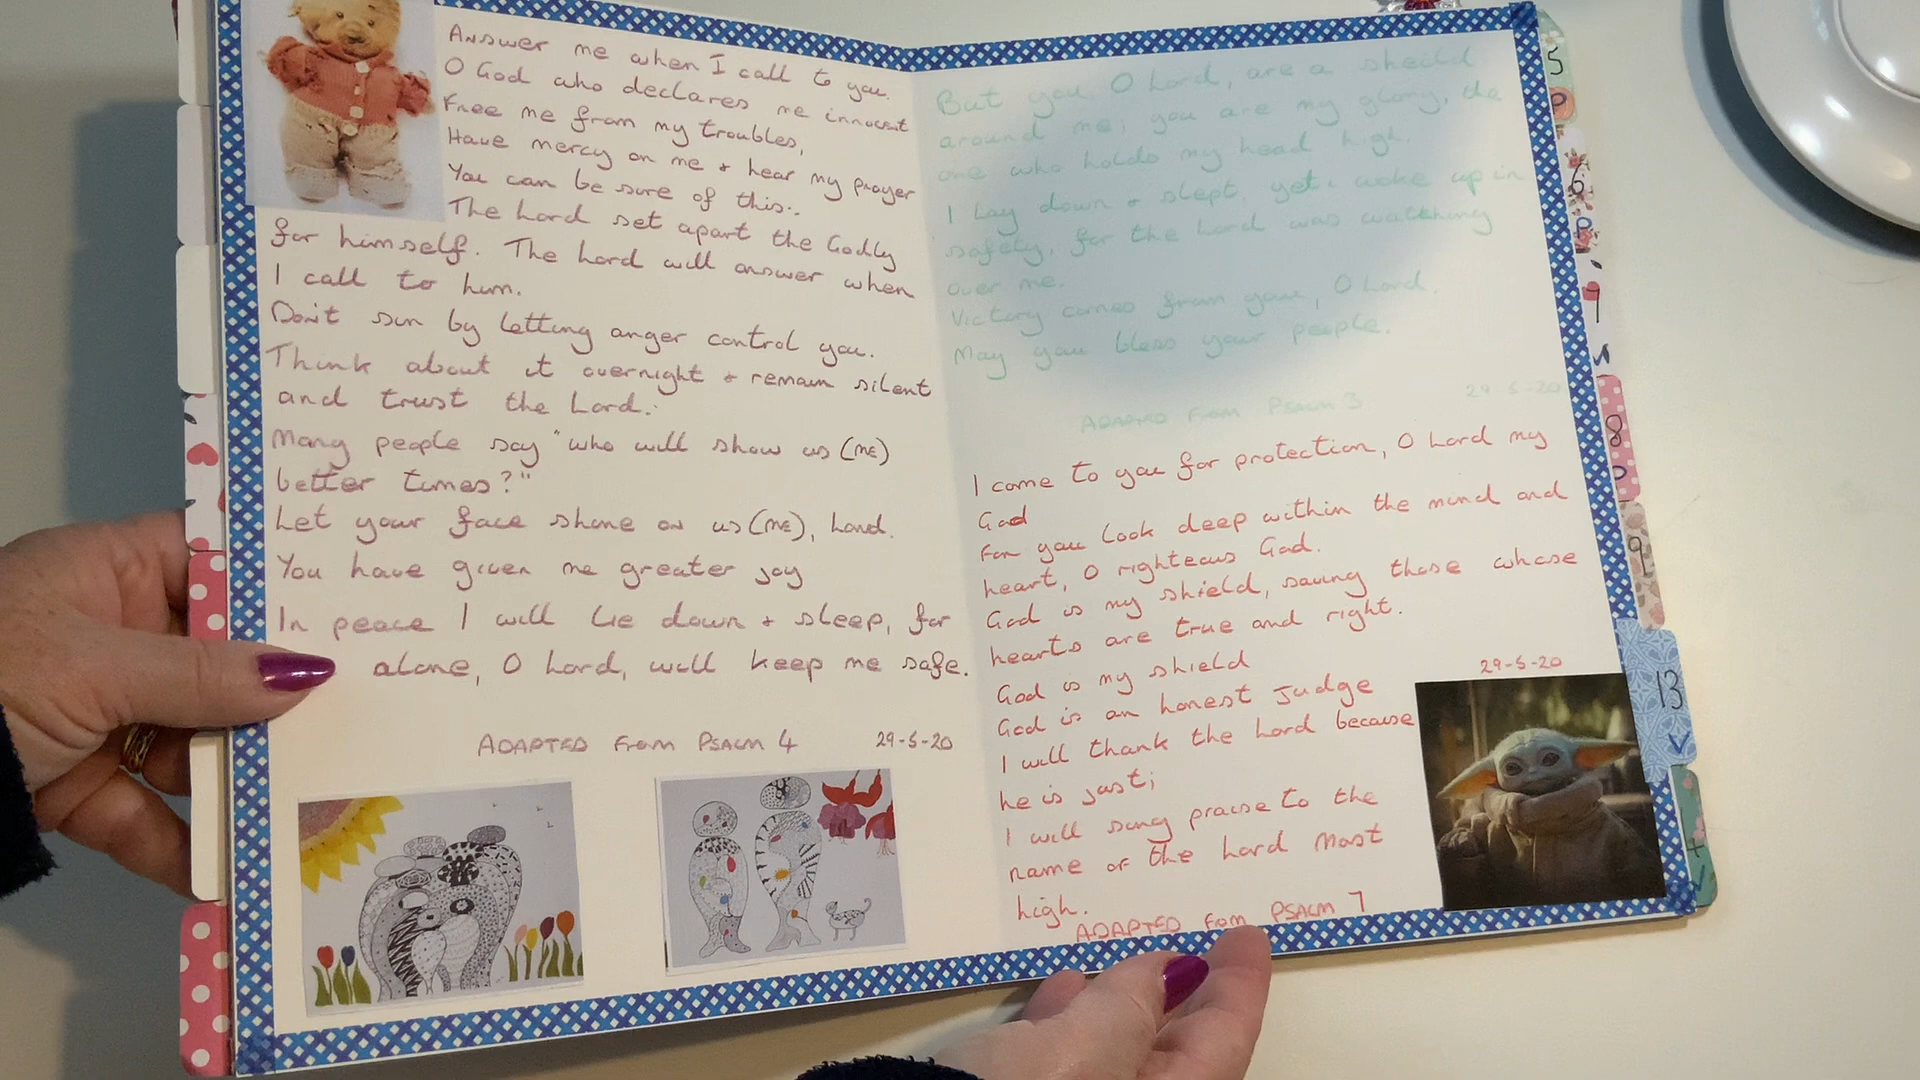 Answer me when I call to you.
O God who declares me innocent
Free me from my troubles,
Have mercy on me + hear my prayer
You can be sure of this:.
The Lord set apart the Godly
for himself. The Lord will answer when
I call to him.
Don't sin by letting anger control you.
Think about it overnight + remain silent
and trust the Lord.
Many people say "who will show us (ME)
better times?"
Let your face shine on us (ME), Lord.
You have given me greater joy
In peace I will lie down + sleep, for
alone, O Lord, will keep me safe.
ADAPTED From PSALM 4 29-5-20
But you, O Lord, are a sheild
around me; you are my glory, the
one who holds my head high.
I lay down + slept, yet I woke up in
safety, for the Lord was watching
over me.
Victory comes from you, O Lord.
May you bless your people.
ADAPTED From PSALM 3 29-5-20
I come to you for protection, O Lord my
God
For you look deep within the mind and
heart, O righteous God.
God is my shield, saving those whose
hearts are true and right.
God is my shield
God is an honest Judge
I will thank the Lord because
he is just;
I will sing praise to the
name of the Lord Most
high.
ADAPTED from PSALM 7
29-5-20
5
P
6
P
7
8
P
9
13